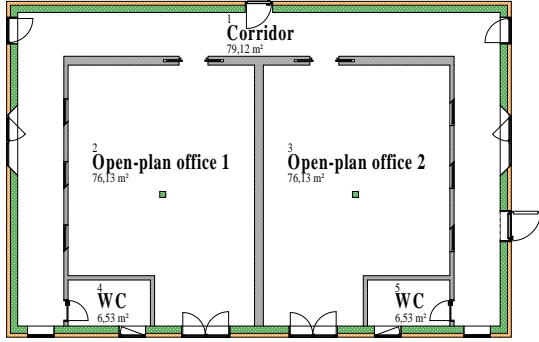 1
Corridor
79,12 m²
2
Open-plan office 1
76,13 m²
3
Open-plan office 2
76,13 m²
4
WC
6,53 m²
5
WC
6,53 m²